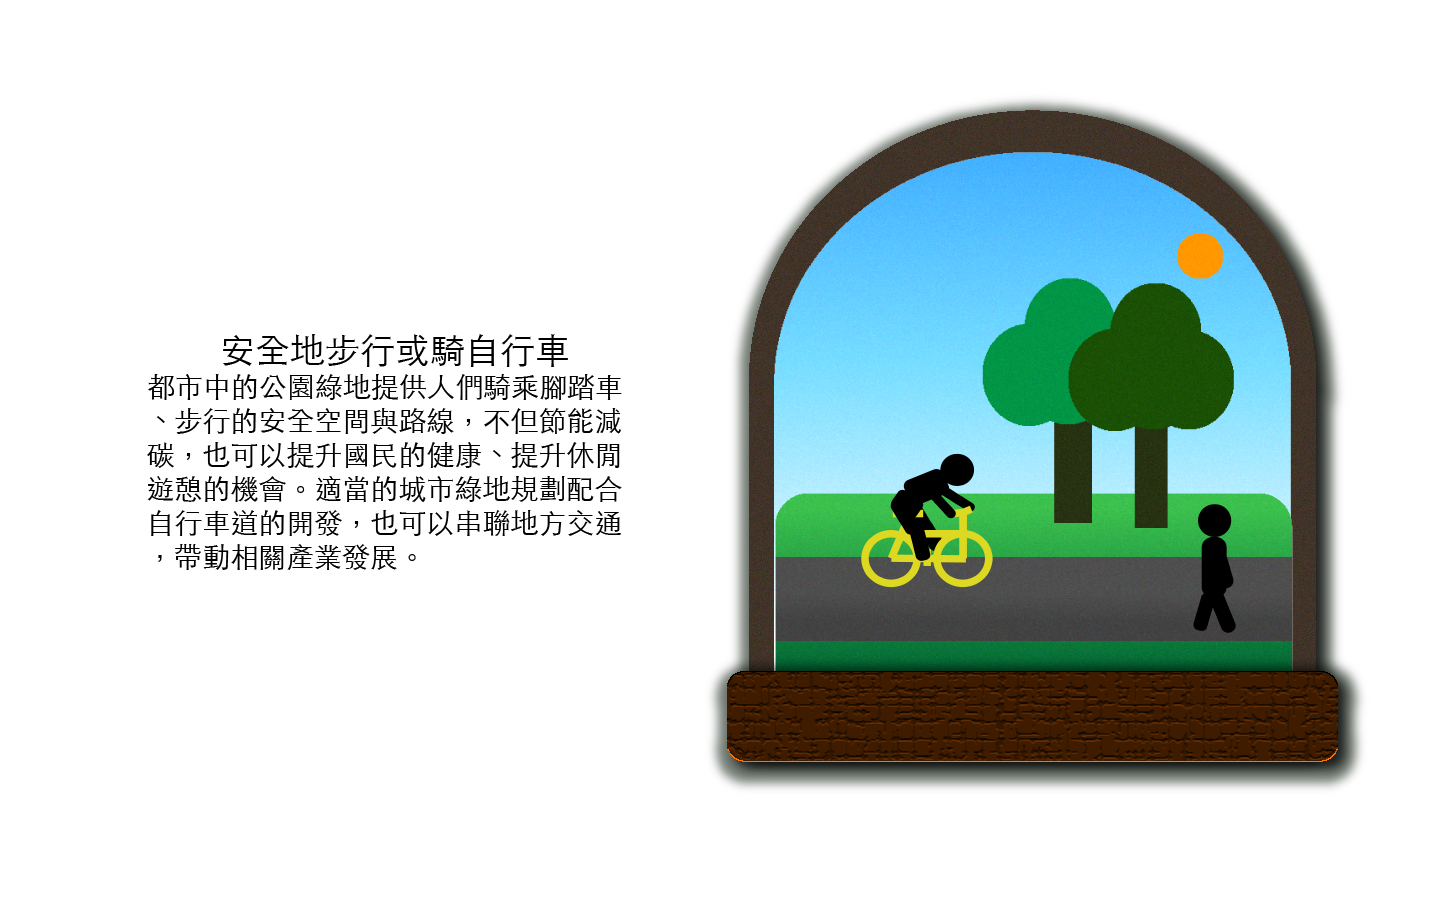 安全地步行或騎自行車
都市中的公園綠地提供人們騎乘腳踏車
、步行的安全空間與路線，不但節能減
碳，也可以提升國民的健康、提升休閒
遊憩的機會。適當的城市綠地規劃配合
自行車道的開發，也可以串聯地方交通
，帶動相關產業發展。